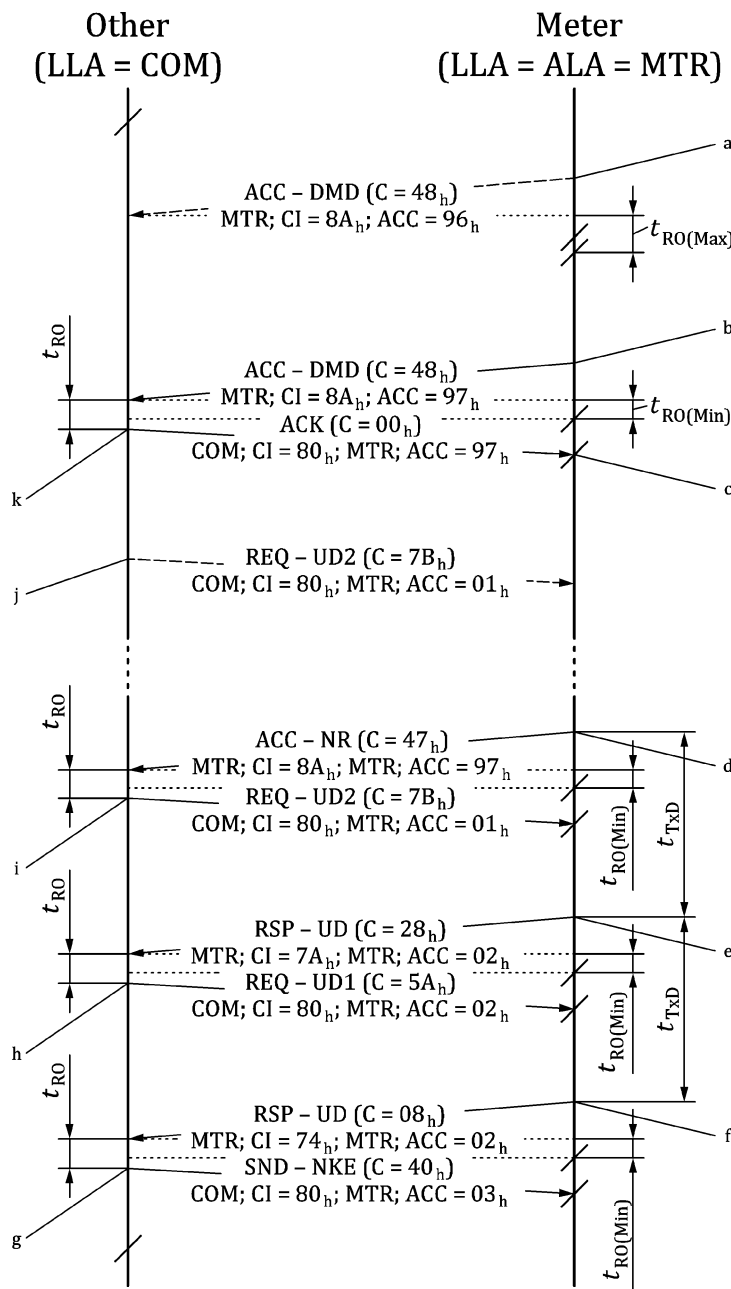 Other
(LLA = COM)
Meter
(LLA = ALA = MTR)
a
ACC – DMD (C = 48h)
MTR; CI = 8Ah; ACC = 96h
tRO(Max)
b
tRO
ACC – DMD (C = 48h)
MTR; CI = 8Ah; ACC = 97h
tRO(Min)
ACK (C = 00h)
COM; CI = 80h; MTR; ACC = 97h
k
c
REQ – UD2 (C = 7Bh)
j
COM; CI = 80h; MTR; ACC = 01h
tRO
ACC – NR (C = 47h)
MTR; CI = 8Ah; MTR; ACC = 97h
d
REQ – UD2 (C = 7Bh)
COM; CI = 80h; MTR; ACC = 01h
tRO(Min)
tTxD
i
tRO
RSP – UD (C = 28h)
MTR; CI = 7Ah; MTR; ACC = 02h
e
REQ – UD1 (C = 5Ah)
COM; CI = 80h; MTR; ACC = 02h
tRO(Min)
tTxD
h
tRO
RSP – UD (C = 08h)
MTR; CI = 74h; MTR; ACC = 02h
f
SND – NKE (C = 40h)
COM; CI = 80h; MTR; ACC = 03h
g
tRO(Min)